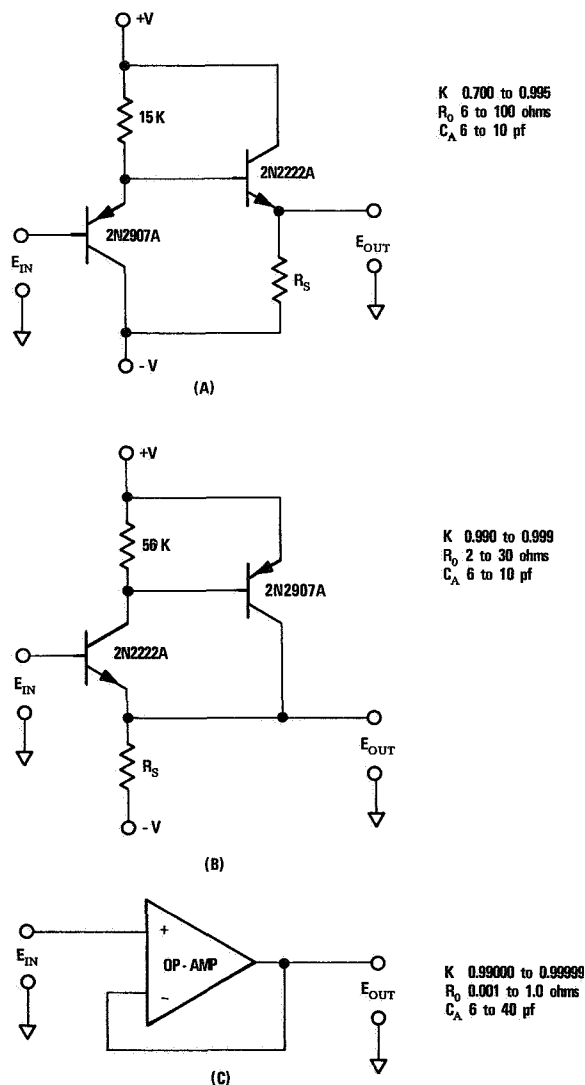 +V
15 K
K 0.700 to 0.995
R₀ 6 to 100 ohms
C_A 6 to 10 pf
2N2222A
2N2907A
E_IN
E_OUT
R_S
- V
(A)
+V
56 K
K 0.990 to 0.999
R₀ 2 to 30 ohms
C_A 6 to 10 pf
2N2907A
2N2222A
E_IN
E_OUT
R_S
- V
(B)
+
E_IN
OP-AMP
-
E_OUT
K 0.99000 to 0.99999
R₀ 0.001 to 1.0 ohms
C_A 6 to 40 pf
(C)